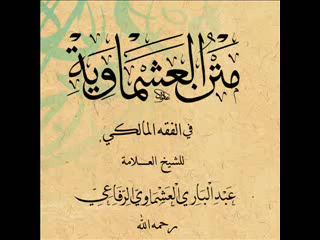 متن العشماوية
في الفقه المالكي
للشيخ العلامة
عبد الباري العشماوي الرفاعي
رحمه الله